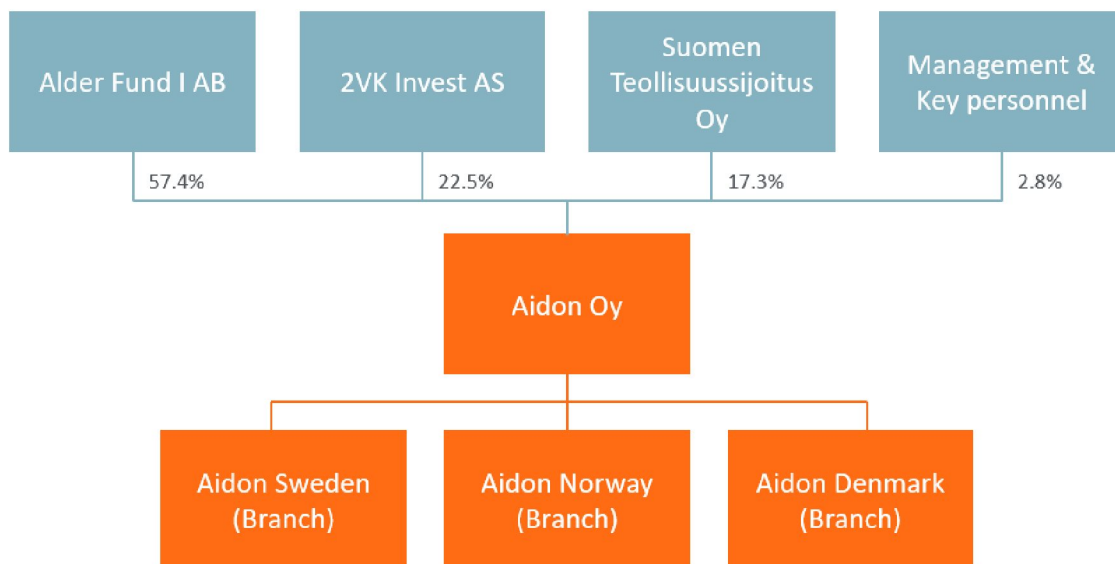 Alder Fund I AB
2VK Invest AS
Suomen
Teollisuussijoitus
Oy
Management &
Key personnel
57.4%
22.5%
17.3%
2.8%
Aidon Oy
Aidon Sweden
(Branch)
Aidon Norway
(Branch)
Aidon Denmark
(Branch)